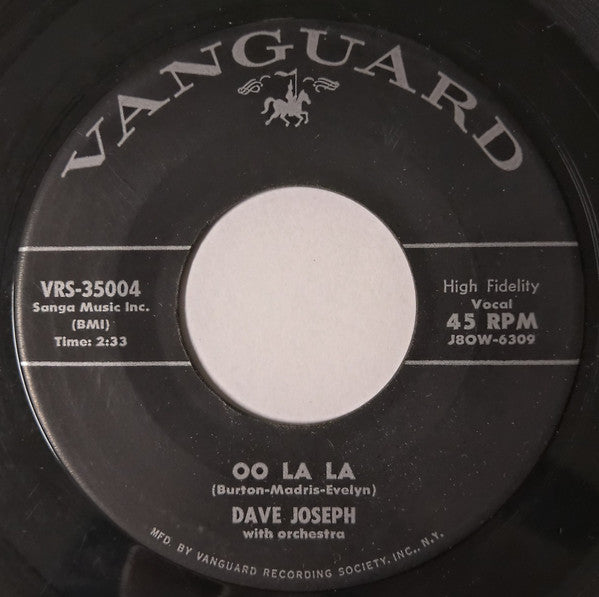 VANGUARD
VRS-35004
Sanga Music Inc.
(BMI)
Time: 2:33
High Fidelity
Vocal
45 RPM
J8OW-6309
OO LA LA
(Burton-Madris-Evelyn)
DAVE JOSEPH
with orchestra
MFD. BY VANGUARD RECORDING SOCIETY, INC., N.Y.